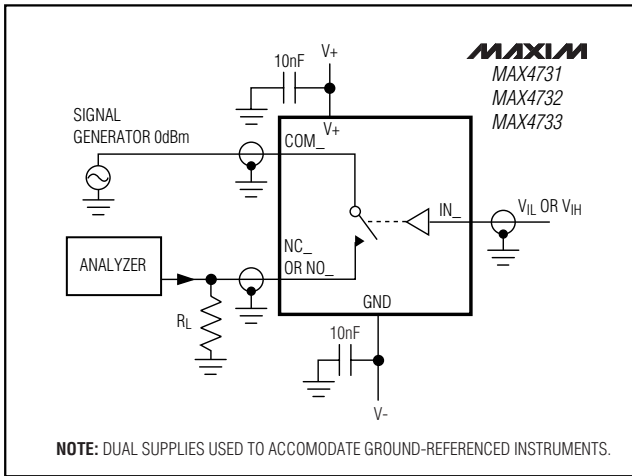 V+
10nF
MAXIM
MAX4731
MAX4732
MAX4733
V+
SIGNAL
GENERATOR 0dBm
COM_
IN_
VIL OR VIH
ANALYZER
NC_
OR NO_
RL
GND
10nF
V-
NOTE: DUAL SUPPLIES USED TO ACCOMODATE GROUND-REFERENCED INSTRUMENTS.